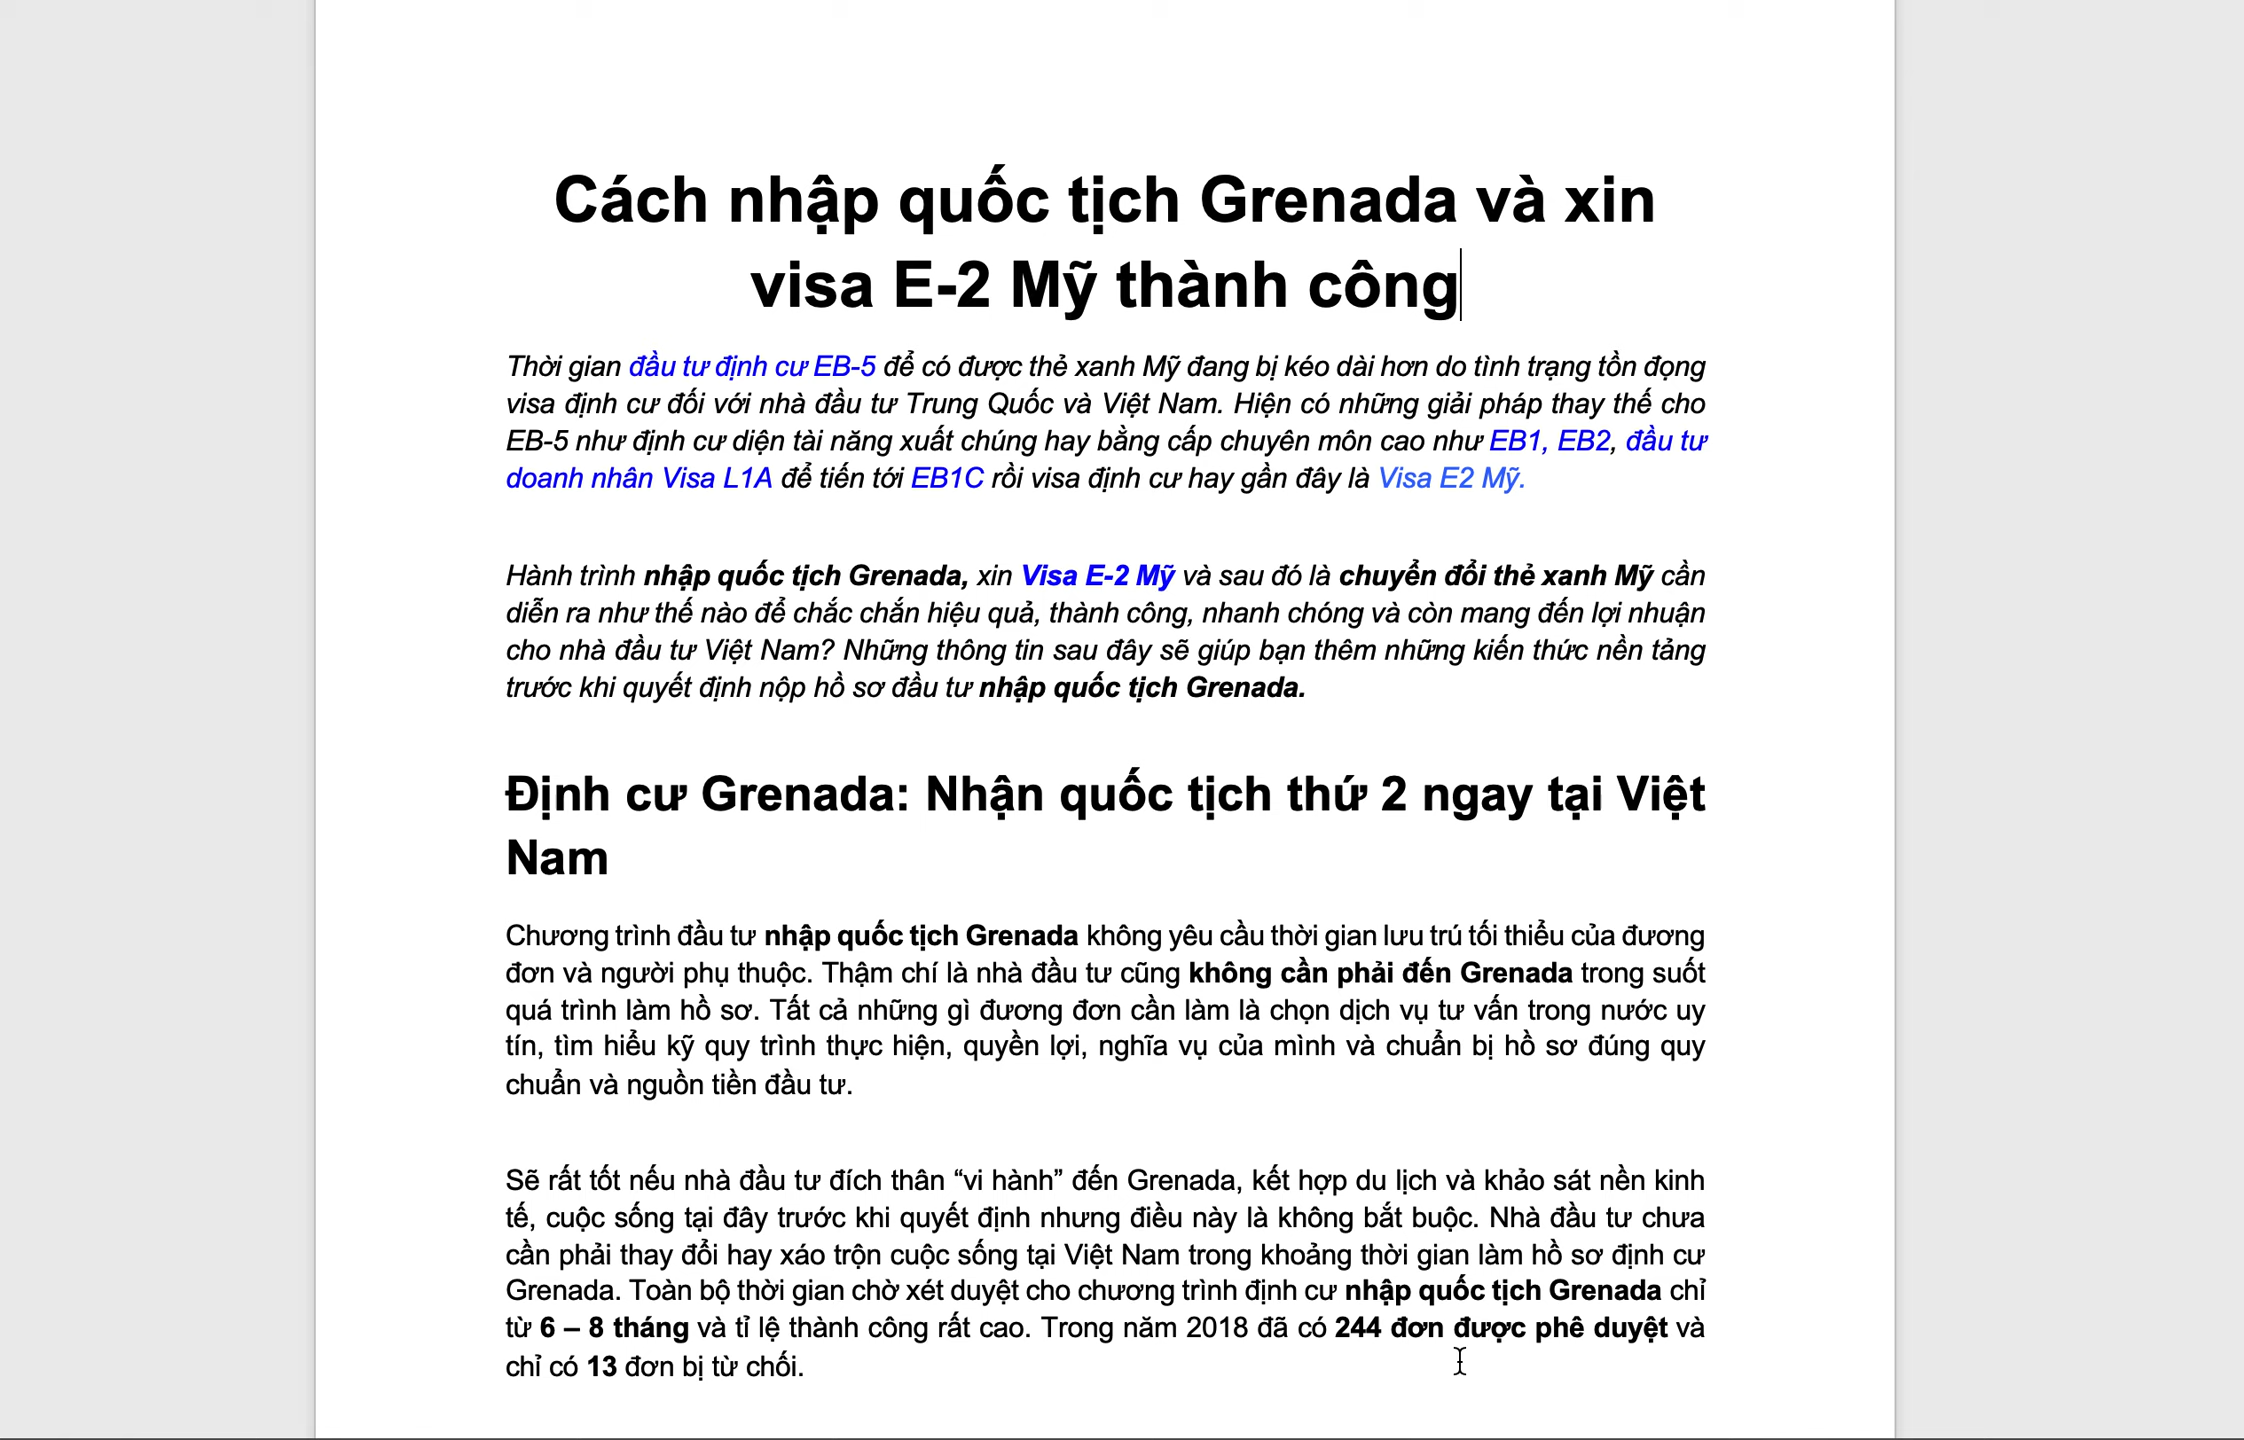 Cách nhập quốc tịch Grenada và xin
visa E-2 Mỹ thành công
Thời gian đầu tư định cư EB-5 để có được thẻ xanh Mỹ đang bị kéo dài hơn do tình trạng tồn đọng
visa định cư đối với nhà đầu tư Trung Quốc và Việt Nam. Hiện có những giải pháp thay thế cho
EB-5 như định cư diện tài năng xuất chúng hay bằng cấp chuyên môn cao như EB1, EB2, đầu tư
doanh nhân Visa L1A để tiến tới EB1C rồi visa định cư hay gần đây là Visa E2 Mỹ.
Hành trình nhập quốc tịch Grenada, xin Visa E-2 Mỹ và sau đó là chuyển đổi thẻ xanh Mỹ cần
diễn ra như thế nào để chắc chắn hiệu quả, thành công, nhanh chóng và còn mang đến lợi nhuận
cho nhà đầu tư Việt Nam? Những thông tin sau đây sẽ giúp bạn thêm những kiến thức nền tảng
trước khi quyết định nộp hồ sơ đầu tư nhập quốc tịch Grenada.
Định cư Grenada: Nhận quốc tịch thứ 2 ngay tại Việt
Nam
Chương trình đầu tư nhập quốc tịch Grenada không yêu cầu thời gian lưu trú tối thiểu của đương
đơn và người phụ thuộc. Thậm chí là nhà đầu tư cũng không cần phải đến Grenada trong suốt
quá trình làm hồ sơ. Tất cả những gì đương đơn cần làm là chọn dịch vụ tư vấn trong nước uy
tín, tìm hiểu kỹ quy trình thực hiện, quyền lợi, nghĩa vụ của mình và chuẩn bị hồ sơ đúng quy
chuẩn và nguồn tiền đầu tư.
Sẽ rất tốt nếu nhà đầu tư đích thân “vi hành” đến Grenada, kết hợp du lịch và khảo sát nền kinh
tế, cuộc sống tại đây trước khi quyết định nhưng điều này là không bắt buộc. Nhà đầu tư chưa
cần phải thay đổi hay xáo trộn cuộc sống tại Việt Nam trong khoảng thời gian làm hồ sơ định cư
Grenada. Toàn bộ thời gian chờ xét duyệt cho chương trình định cư nhập quốc tịch Grenada chỉ
từ 6 – 8 tháng và tỉ lệ thành công rất cao. Trong năm 2018 đã có 244 đơn được phê duyệt và
chỉ có 13 đơn bị từ chối.